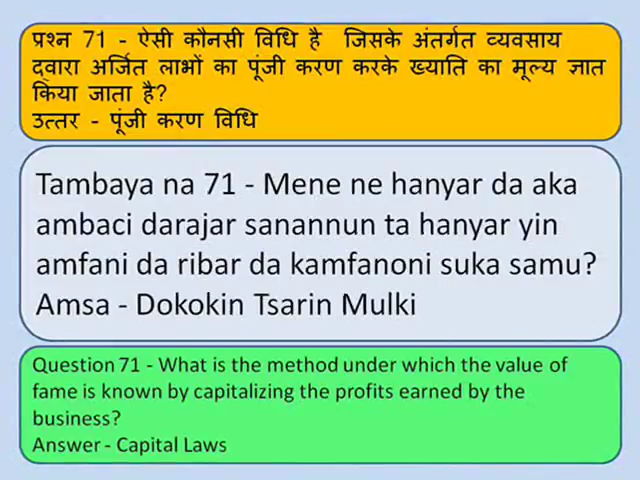 प्रश्न 71 - ऐसी कौनसी विधि है जिसके अंतर्गत व्यवसाय
द्वारा अर्जित लाभों का पूंजी करण करके ख्याति का मूल्य ज्ञात
किया जाता है?
उत्तर - पूंजी करण विधि
Tambaya na 71 - Mene ne hanyar da aka
ambaci darajar sanannun ta hanyar yin
amfani da ribar da kamfanoni suka samu?
Amsa - Dokokin Tsarin Mulki
Question 71 - What is the method under which the value of
fame is known by capitalizing the profits earned by the
business?
Answer - Capital Laws